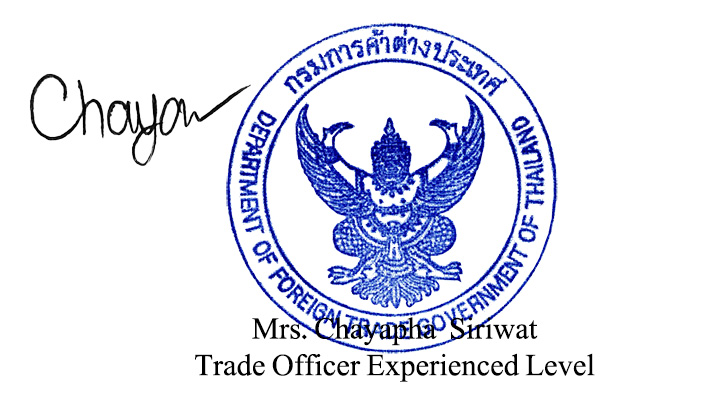 Chayan
กรมการค้าต่างประเทศ
DEPARTMENT OF FOREIGN TRADE GOVERNMENT OF THAILAND
Mrs. Chayapha Siriwat
Trade Officer Experienced Level